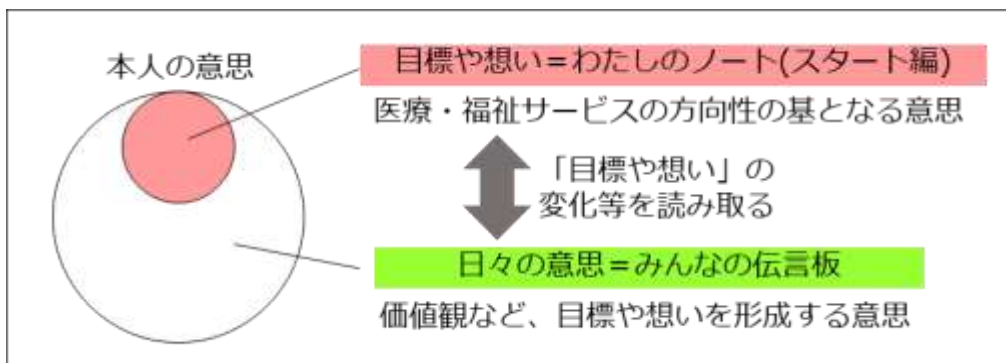 本人の意思
目標や想い＝わたしのノート(スタート編)
医療・福祉サービスの方向性の基となる意思
「目標や想い」の
変化等を読み取る
日々の意思＝みんなの伝言板
価値観など、目標や想いを形成する意思